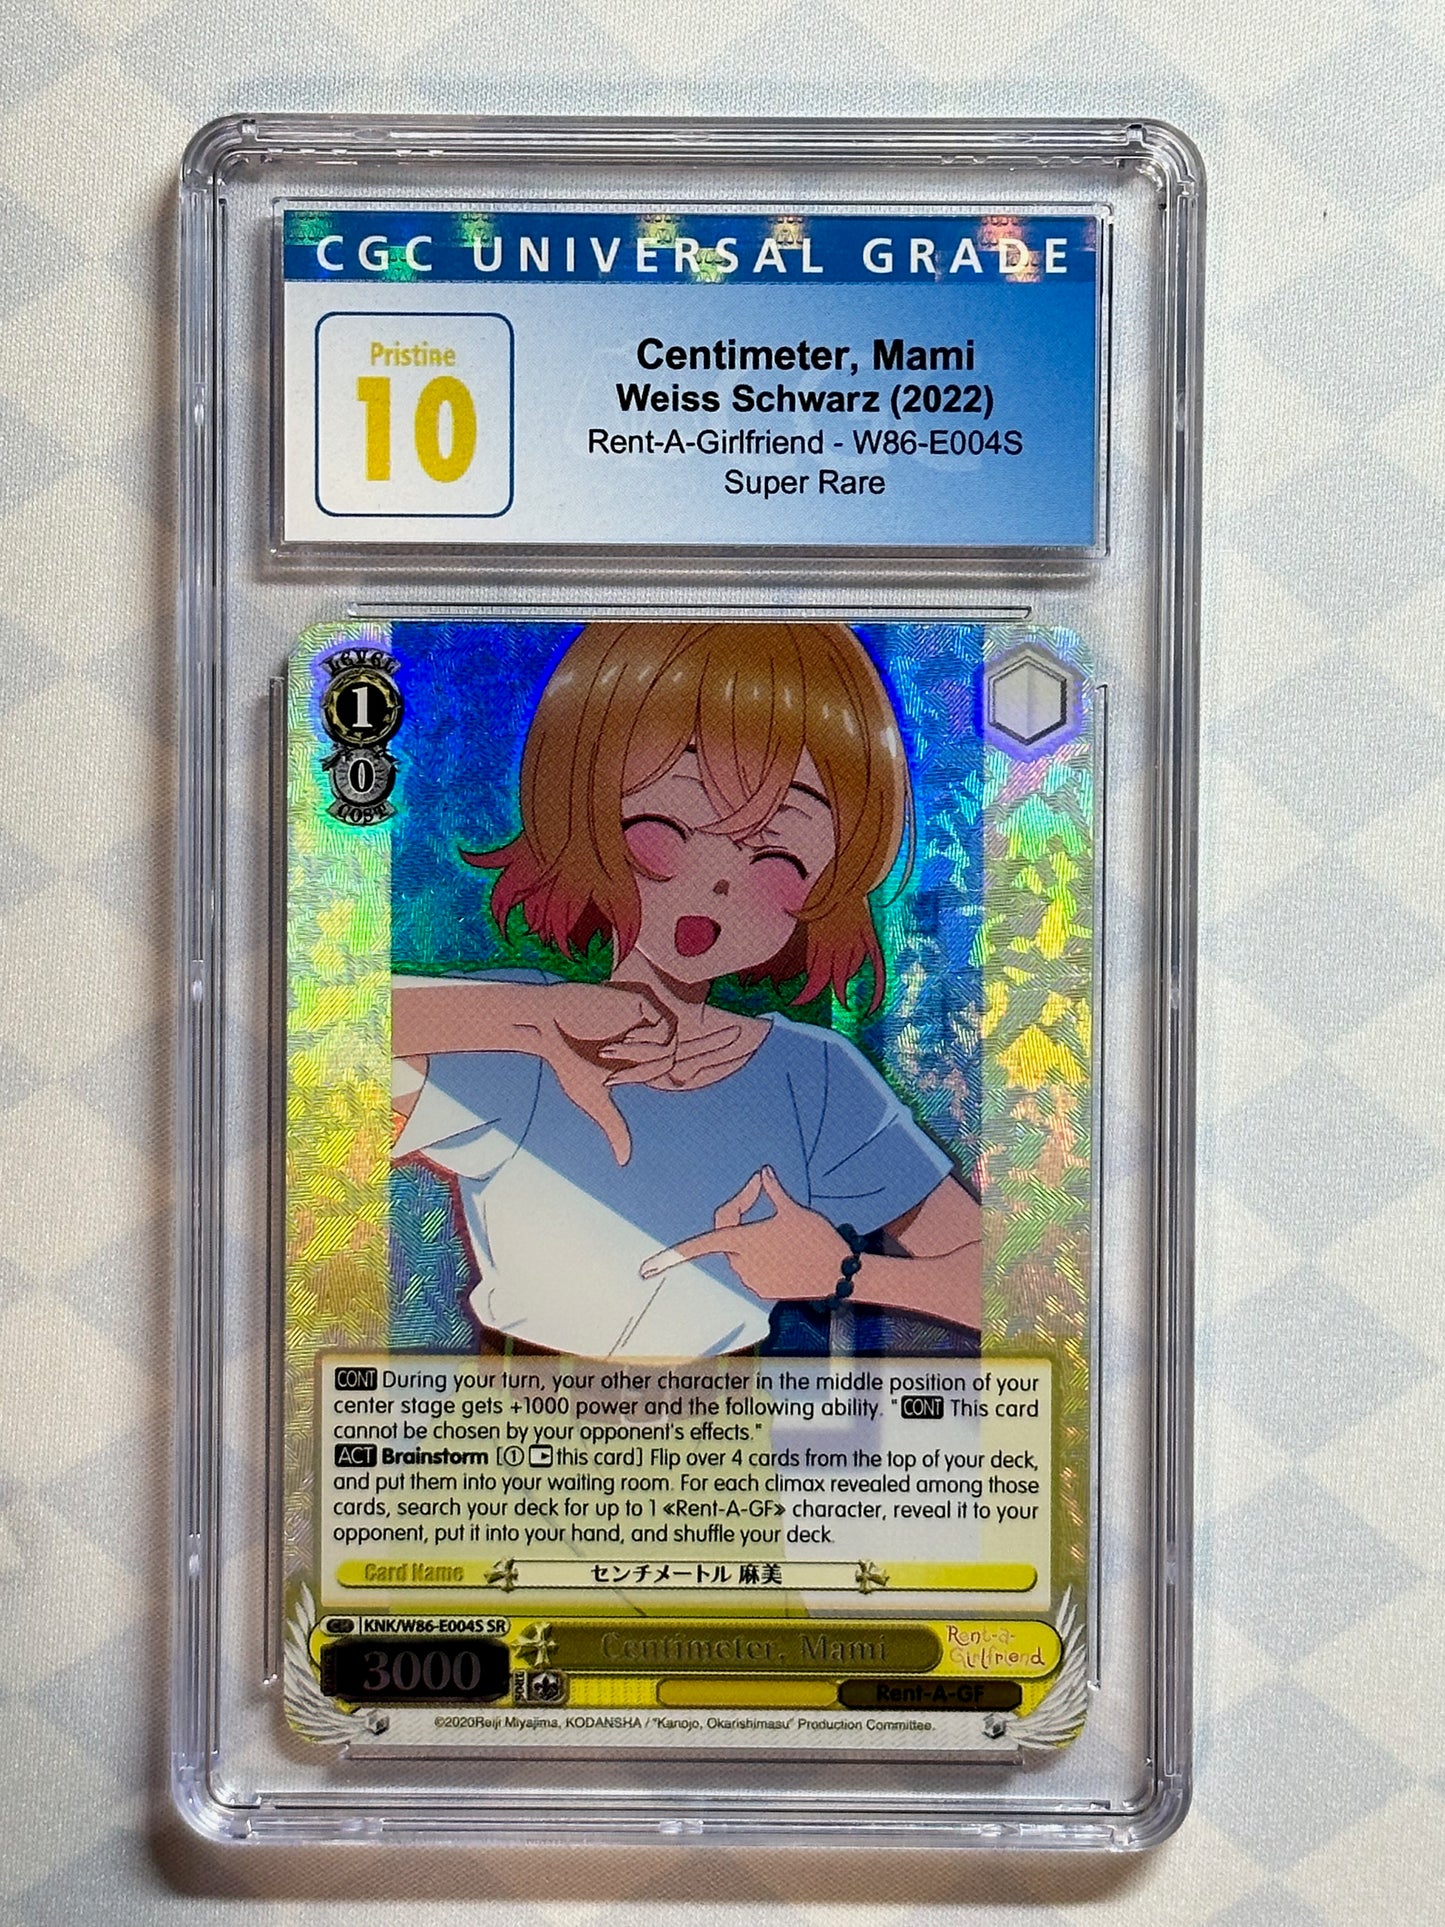 CGC UNIVERSAL GRADE
Pristine
10
Centimeter, Mami
Weiss Schwarz (2022)
Rent-A-Girlfriend - W86-E004S
Super Rare
LEVEL
1
0
COST
CONT During your turn, your other character in the middle position of your
center stage gets +1000 power and the following ability. "CONT This card
cannot be chosen by your opponent's effects."
ACT Brainstorm [① this card] Flip over 4 cards from the top of your deck,
and put them into your waiting room. For each climax revealed among those
cards, search your deck for up to 1 «Rent-A-GF» character, reveal it to your
opponent, put it into your hand, and shuffle your deck.
Card Name センチメートル 麻美
CH KNK/W86-E004S SR
3000
Centimeter, Mami
Rent-a-
Girlfriend
SOUL
Rent-A-GF
©2020Reiji Miyajima, KODANSHA / "Kanojo, Okarishimasu" Production Committee.